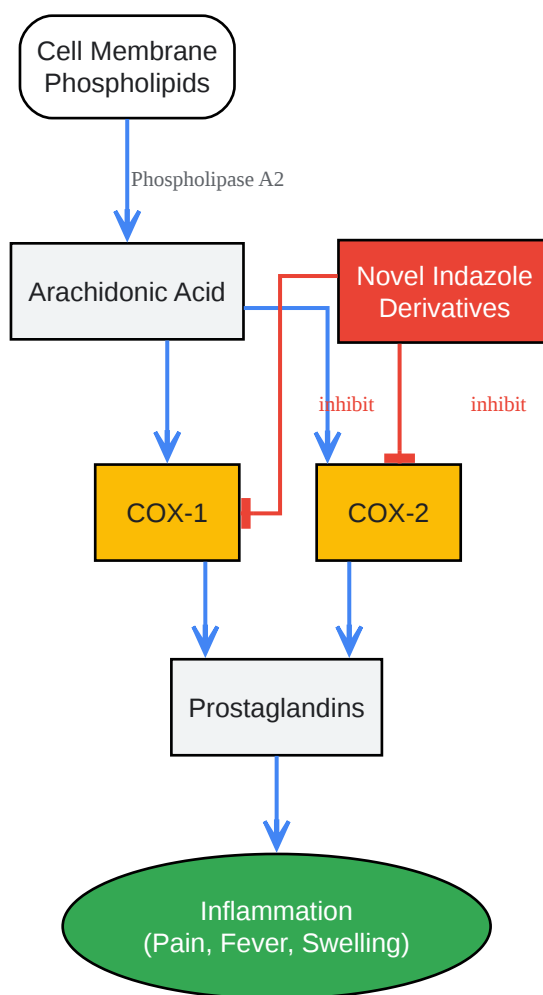 Cell Membrane
Phospholipids
Phospholipase A2
Arachidonic Acid
Novel Indazole
Derivatives
inhibit
inhibit
COX-1
COX-2
Prostaglandins
Inflammation
(Pain, Fever, Swelling)